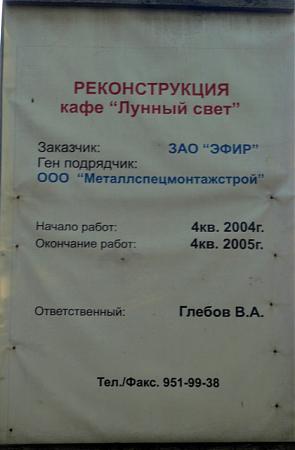 РЕКОНСТРУКЦИЯ
кафе "Лунный свет"
Заказчик: ЗАО "ЭФИР"
Ген подрядчик:
ООО "Металлспецмонтажстрой"
Начало работ: 4кв. 2004г.
Окончание работ: 4кв. 2005г.
Ответственный: Глебов В.А.
Тел./Факс. 951-99-38